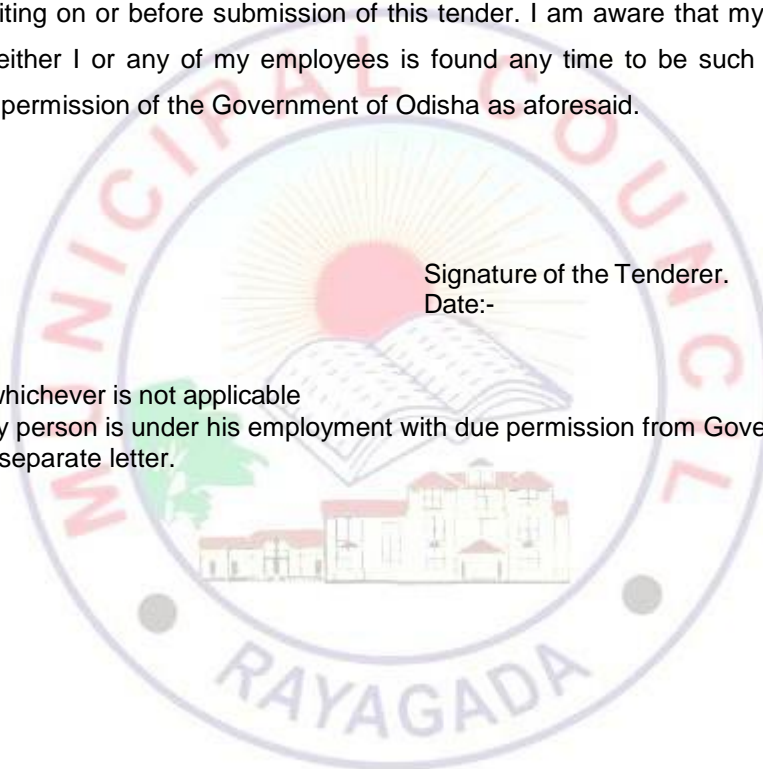 iting on or before submission of this tender. I am aware that my
either I or any of my employees is found any time to be such
permission of the Government of Odisha as aforesaid.
Signature of the Tenderer.
Date:-
whichever is not applicable
y person is under his employment with due permission from Gove
separate letter.
MUNICIPAL COUNCIL
RAYAGADA